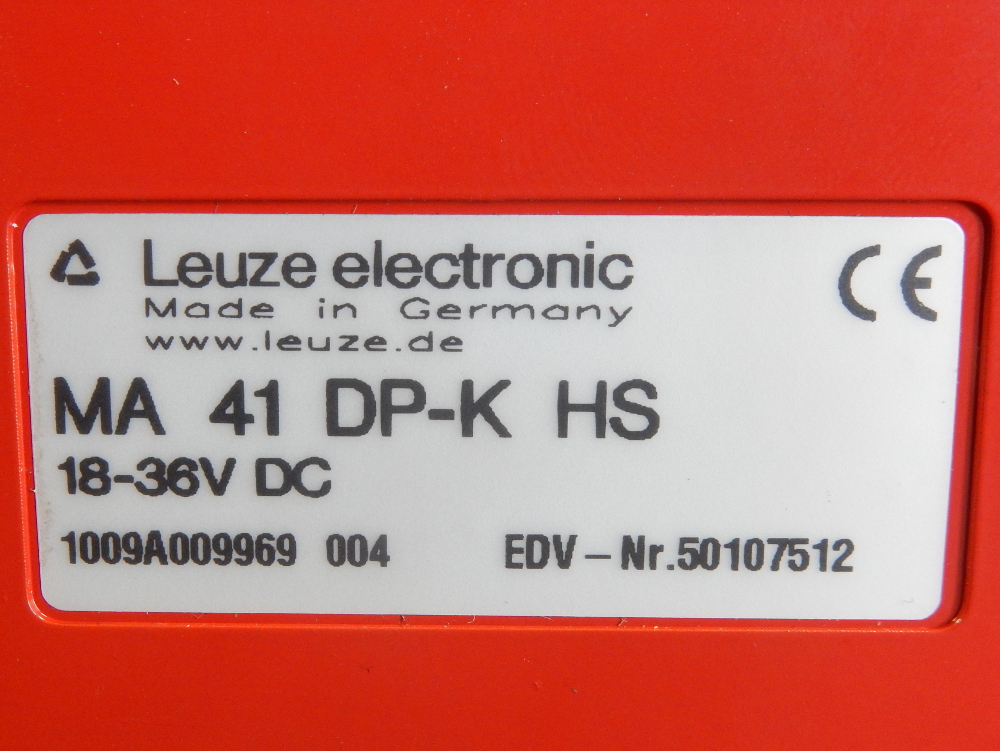 Leuze electronic CE
Made in Germany
www.leuze.de
MA 41 DP-K HS
18-36V DC
1009A009969 004 EDV-Nr.50107512